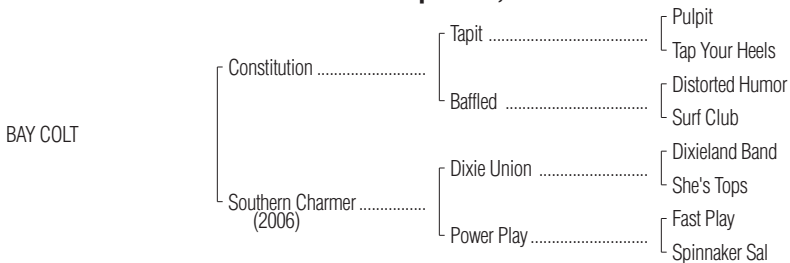 Pulpit
Tapit ................................................
Tap Your Heels
Constitution ..........................
Distorted Humor
Baffled ...........................................
Surf Club
BAY COLT
Dixieland Band
Dixie Union ...................................
She's Tops
Southern Charmer ................
(2006)
Fast Play
Power Play .....................................
Spinnaker Sal